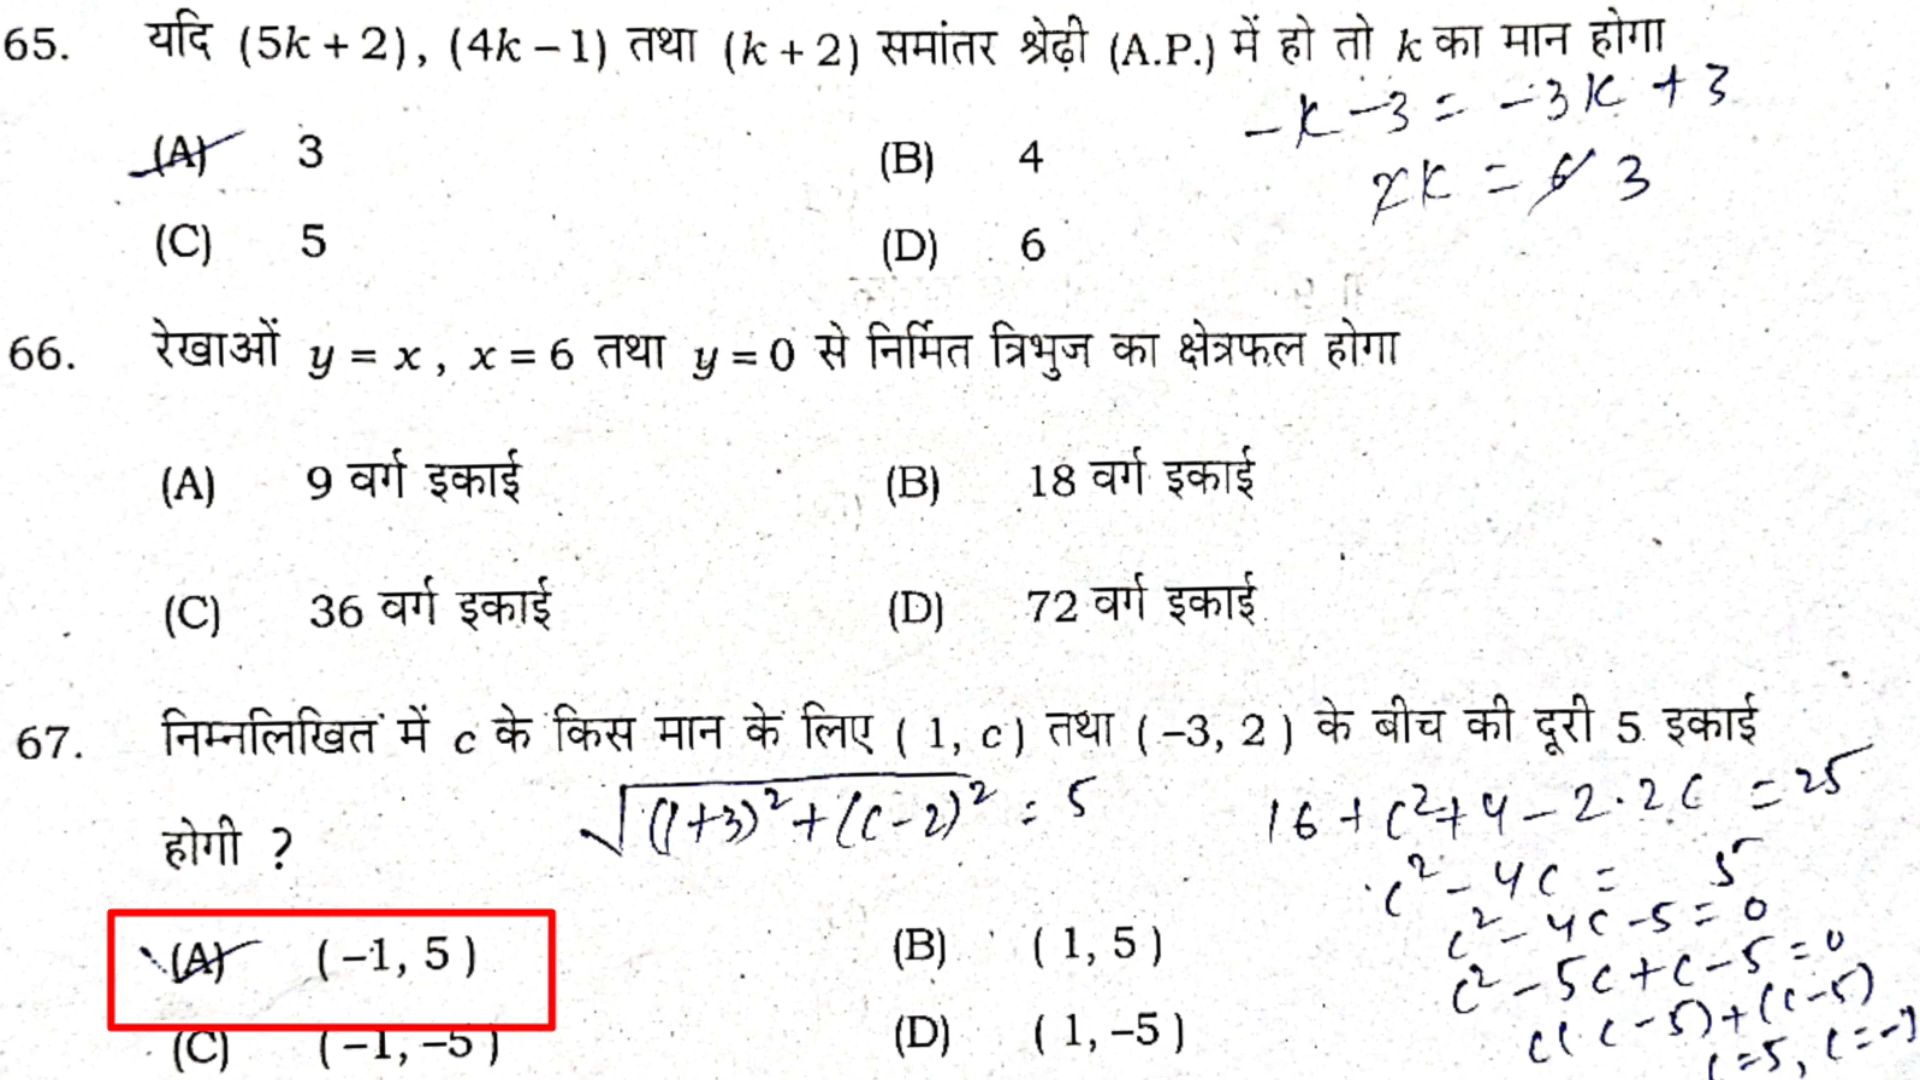 65. यदि (5k + 2), (4k – 1) तथा (k + 2) समांतर श्रेढ़ी (A.P.) में हो तो k का मान होगा
-k - 3 = -3k + 3
(A) 3 (B) 4
2k = 6 3
(C) 5 (D) 6
66. रेखाओं y = x , x = 6 तथा y = 0 से निर्मित त्रिभुज का क्षेत्रफल होगा
(A) 9 वर्ग इकाई (B) 18 वर्ग इकाई
(C) 36 वर्ग इकाई (D) 72 वर्ग इकाई
67. निम्नलिखित में c के किस मान के लिए ( 1, c ) तथा ( –3, 2 ) के बीच की दूरी 5 इकाई
होगी ?
√(1+3)²+(c-2)² = 5
16 + c²+4 - 2·2c = 25
c² - 4c = 5
c² - 4c - 5 = 0
c² - 5c + c - 5 = 0
c(c-5)+(c-5)
c=5, c=-1
(A) ( –1, 5 ) (B) ( 1, 5 )
(C) ( –1, –5 ) (D) ( 1, –5 )